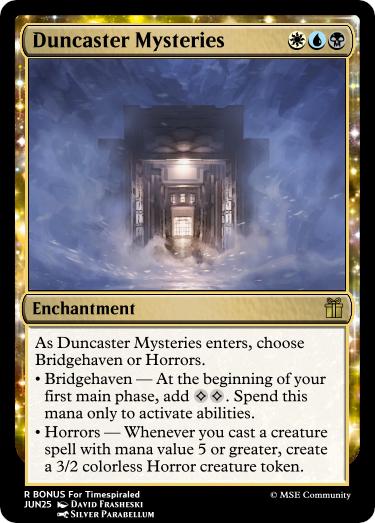 Duncaster Mysteries
Enchantment
As Duncaster Mysteries enters, choose
Bridgehaven or Horrors.
• Bridgehaven — At the beginning of your
first main phase, add . Spend this
mana only to activate abilities.
• Horrors — Whenever you cast a creature
spell with mana value 5 or greater, create
a 3/2 colorless Horror creature token.
R BONUS For Timespiraled
JUN25 David Frasheski
Silver Parabellum
© MSE Community